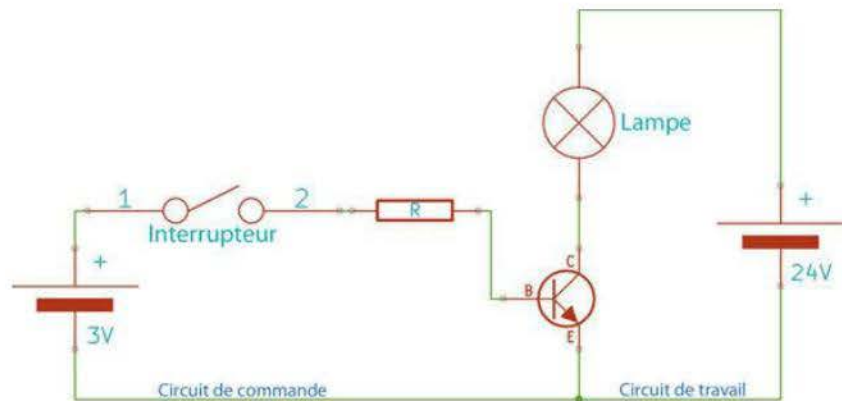 Lampe
1
2
R
Interrupteur
+
3V
+
24V
C
B
E
Circuit de commande
Circuit de travail